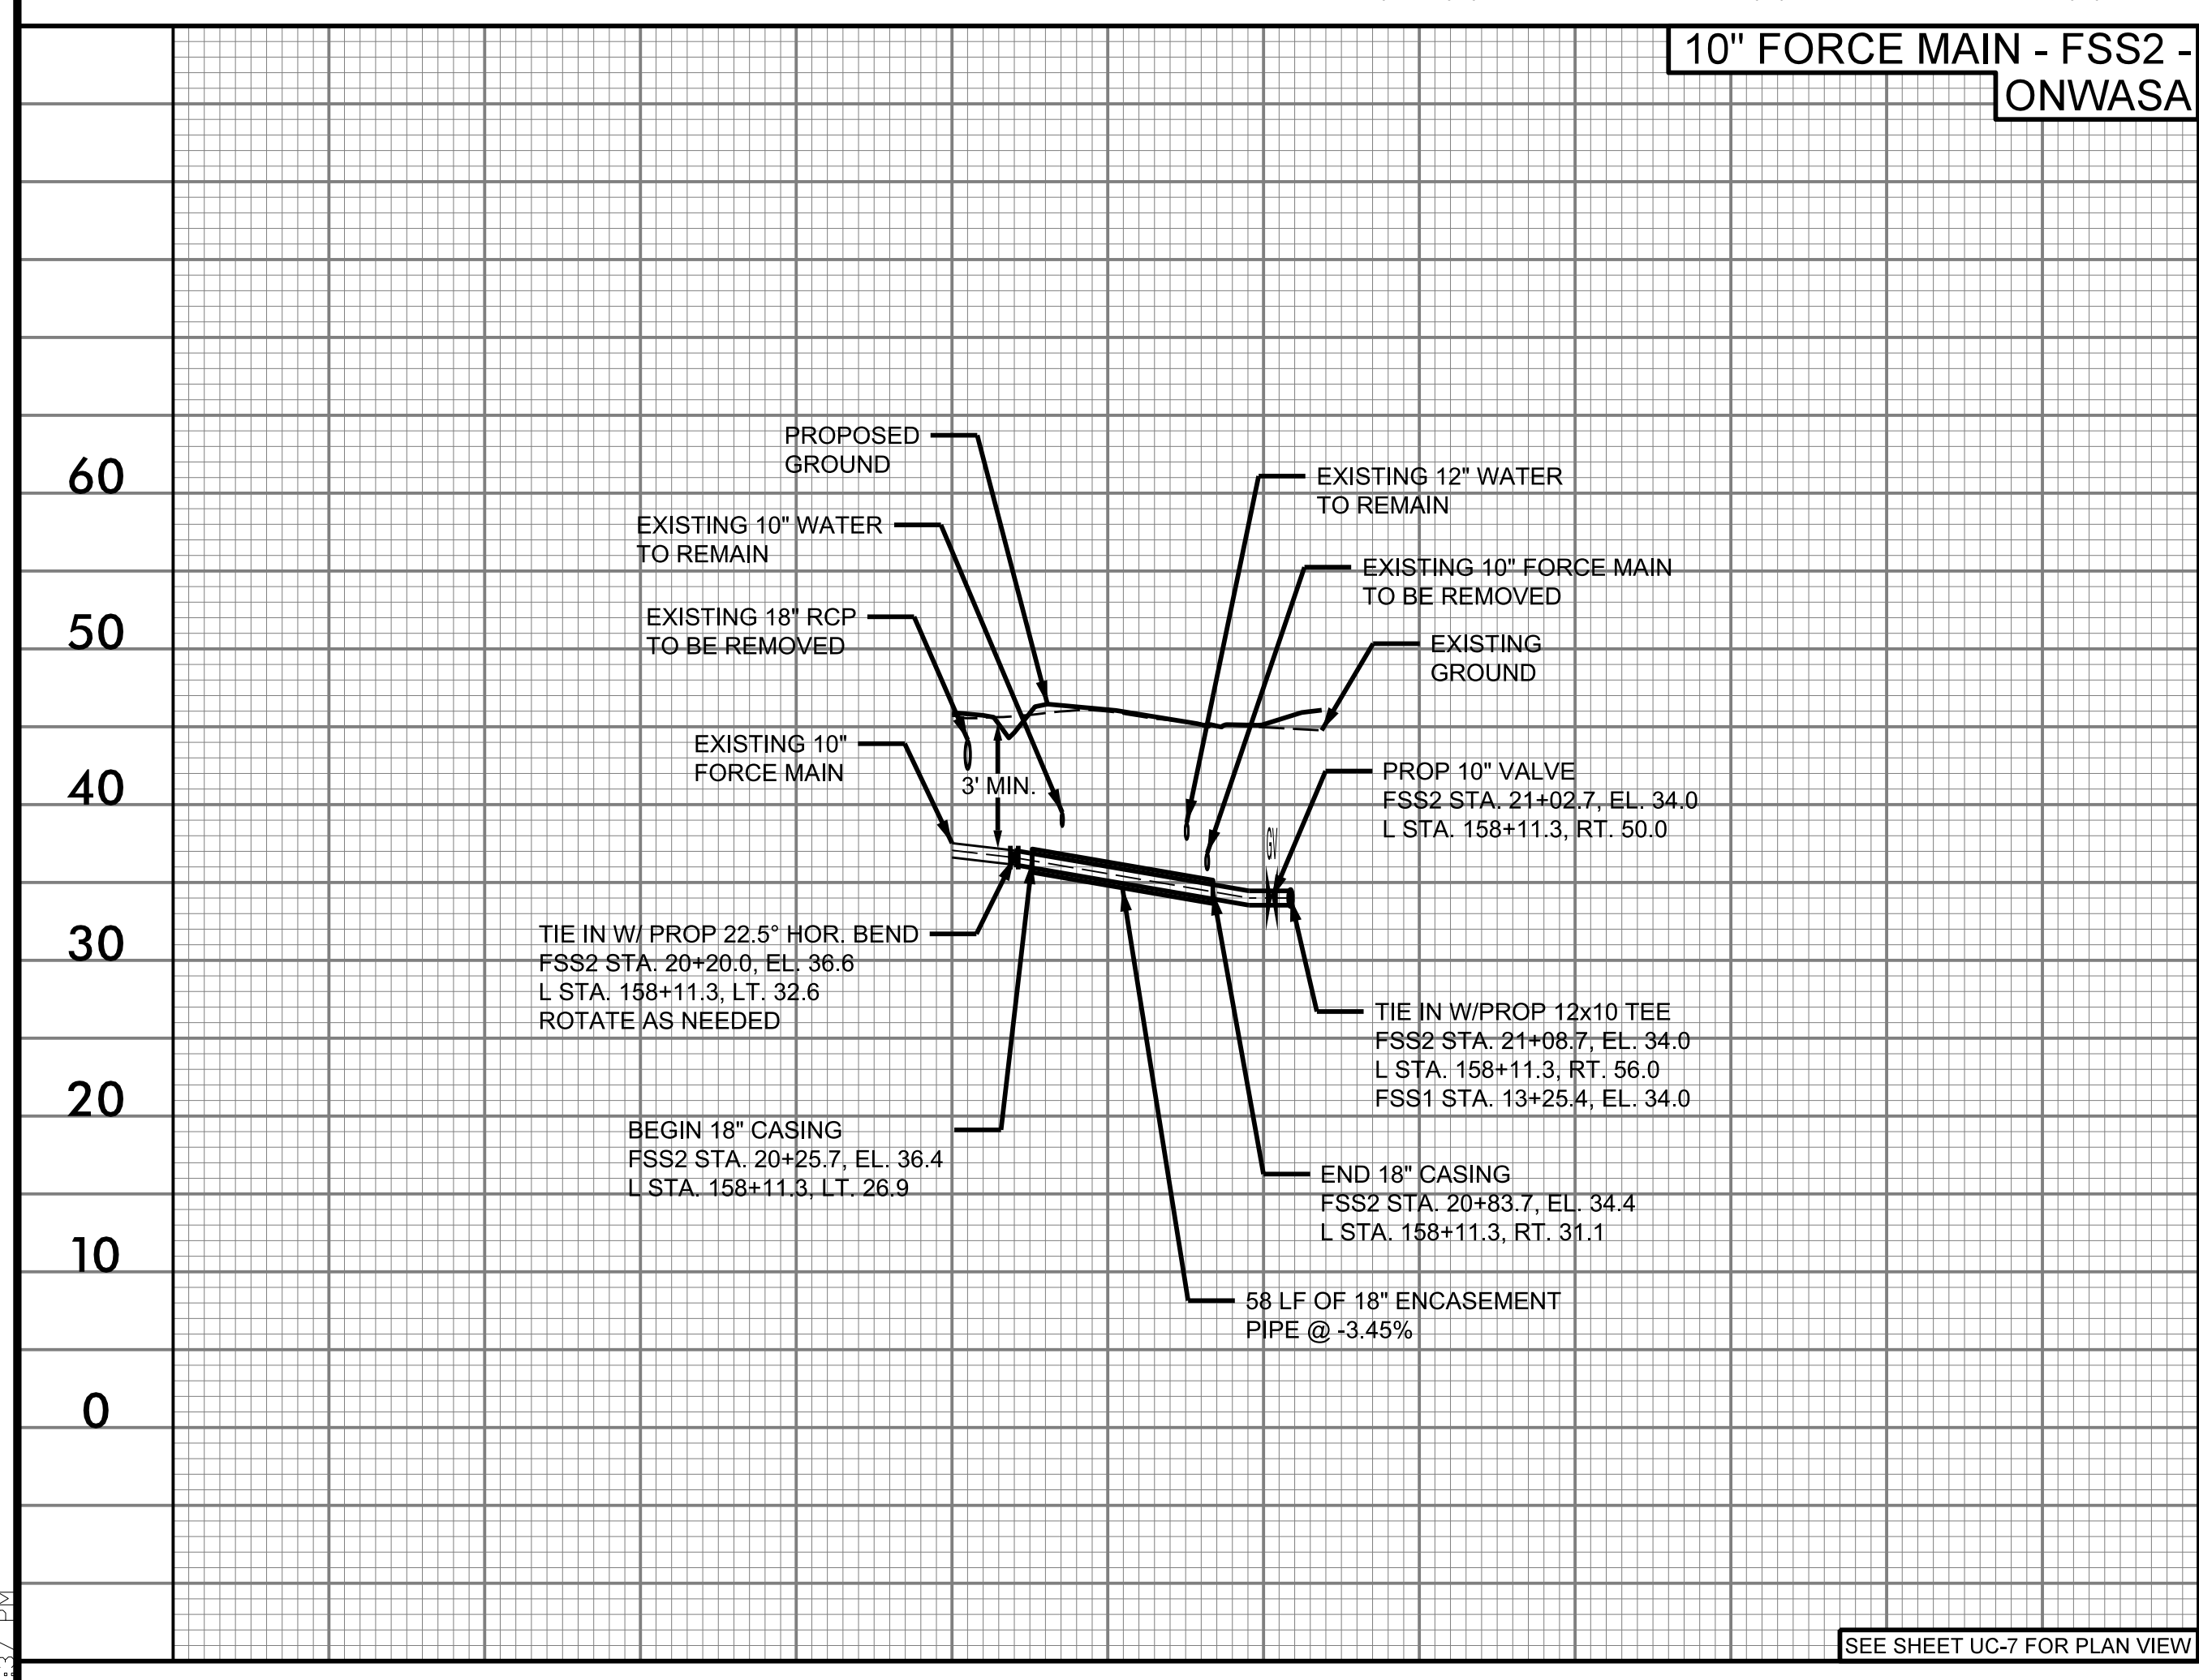 10" FORCE MAIN - FSS2 -
ONWASA
PROPOSED
GROUND
EXISTING 12" WATER
TO REMAIN
60
EXISTING 10" WATER
TO REMAIN
EXISTING 10" FORCE MAIN
TO BE REMOVED
EXISTING 18" RCP
TO BE REMOVED
50
EXISTING
GROUND
EXISTING 10"
FORCE MAIN
3' MIN.
40
PROP 10" VALVE
FSS2 STA. 21+02.7, EL. 34.0
L STA. 158+11.3, RT. 50.0
GV
TIE IN W/ PROP 22.5° HOR. BEND
FSS2 STA. 20+20.0, EL. 36.6
L STA. 158+11.3, LT. 32.6
ROTATE AS NEEDED
30
TIE IN W/PROP 12x10 TEE
FSS2 STA. 21+08.7, EL. 34.0
L STA. 158+11.3, RT. 56.0
FSS1 STA. 13+25.4, EL. 34.0
20
BEGIN 18" CASING
FSS2 STA. 20+25.7, EL. 36.4
L STA. 158+11.3, LT. 26.9
END 18" CASING
FSS2 STA. 20+83.7, EL. 34.4
L STA. 158+11.3, RT. 31.1
10
58 LF OF 18" ENCASEMENT
PIPE @ -3.45%
0
PM
SEE SHEET UC-7 FOR PLAN VIEW